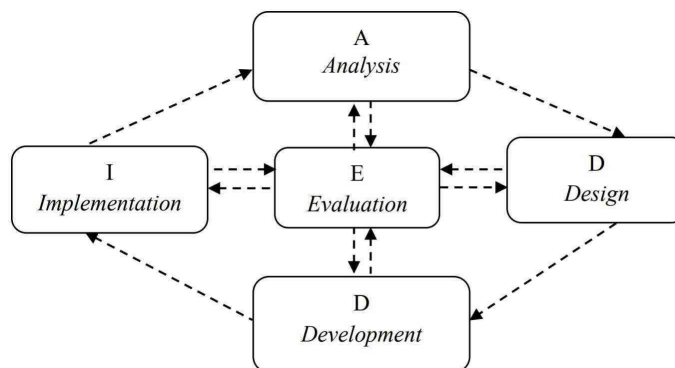 A
Analysis
I
Implementation
E
Evaluation
D
Design
D
Development